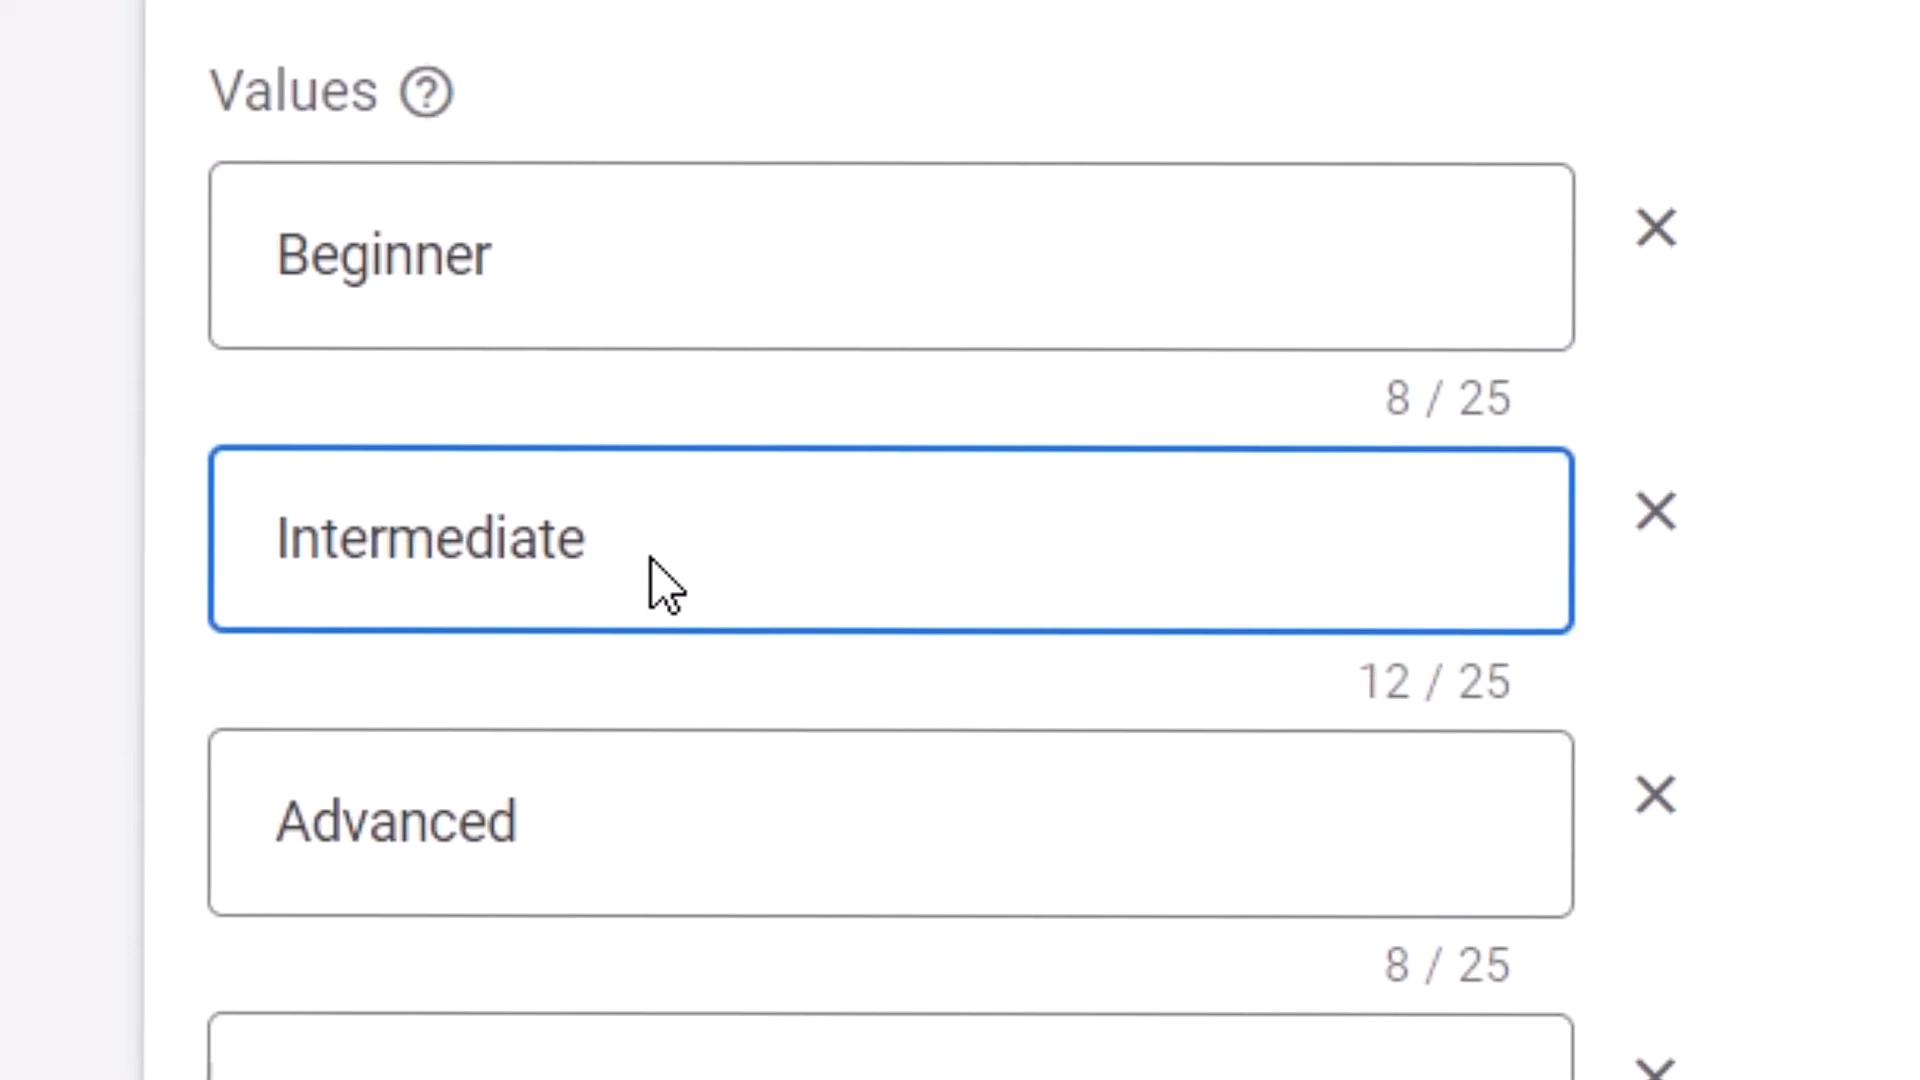 Values
Beginner
8 / 25
Intermediate
12 / 25
Advanced
8 / 25